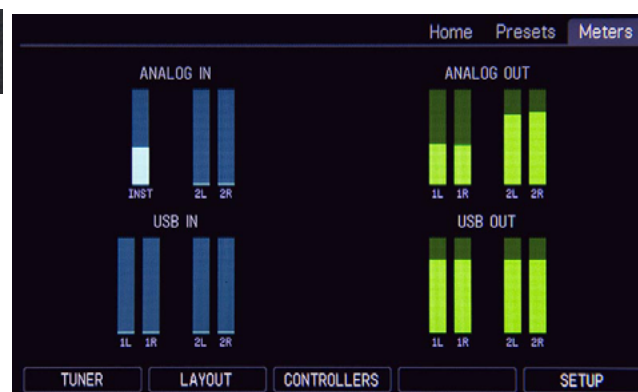 Home Presets Meters
ANALOG IN ANALOG OUT
INST 2L 2R 1L 1R 2L 2R
USB IN USB OUT
1L 1R 2L 2R 1L 1R 2L 2R
TUNER LAYOUT CONTROLLERS SETUP